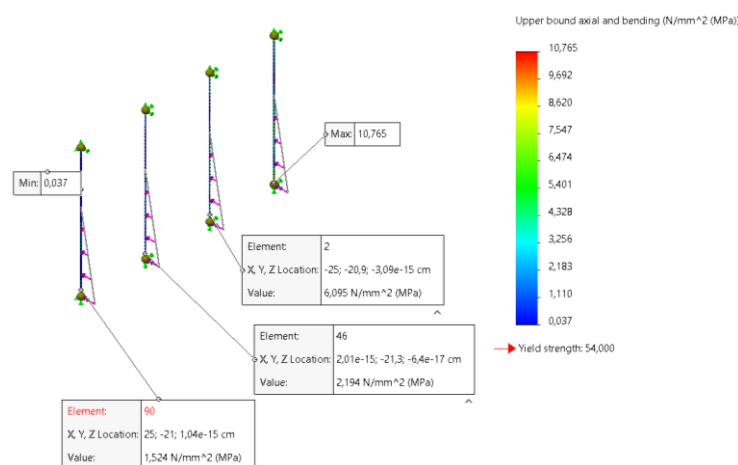 Upper bound axial and bending (N/mm^2 (MPa))
10,765
9,692
8,620
7,547
6,474
5,401
4,328
3,256
2,183
1,110
0,037
Yield strength: 54,000
Max: 10,765
Min: 0,037
Element: 2
X, Y, Z Location: -25; -20,9; -3,09e-15 cm
Value: 6,095 N/mm^2 (MPa)
Element: 46
X, Y, Z Location: 2,01e-15; -21,3; -6,4e-17 cm
Value: 2,194 N/mm^2 (MPa)
Element: 90
X, Y, Z Location: 25; -21; 1,04e-15 cm
Value: 1,524 N/mm^2 (MPa)